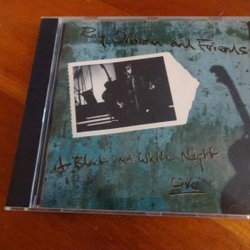 Roy Orbison and Friends
A Black and White Night
Live